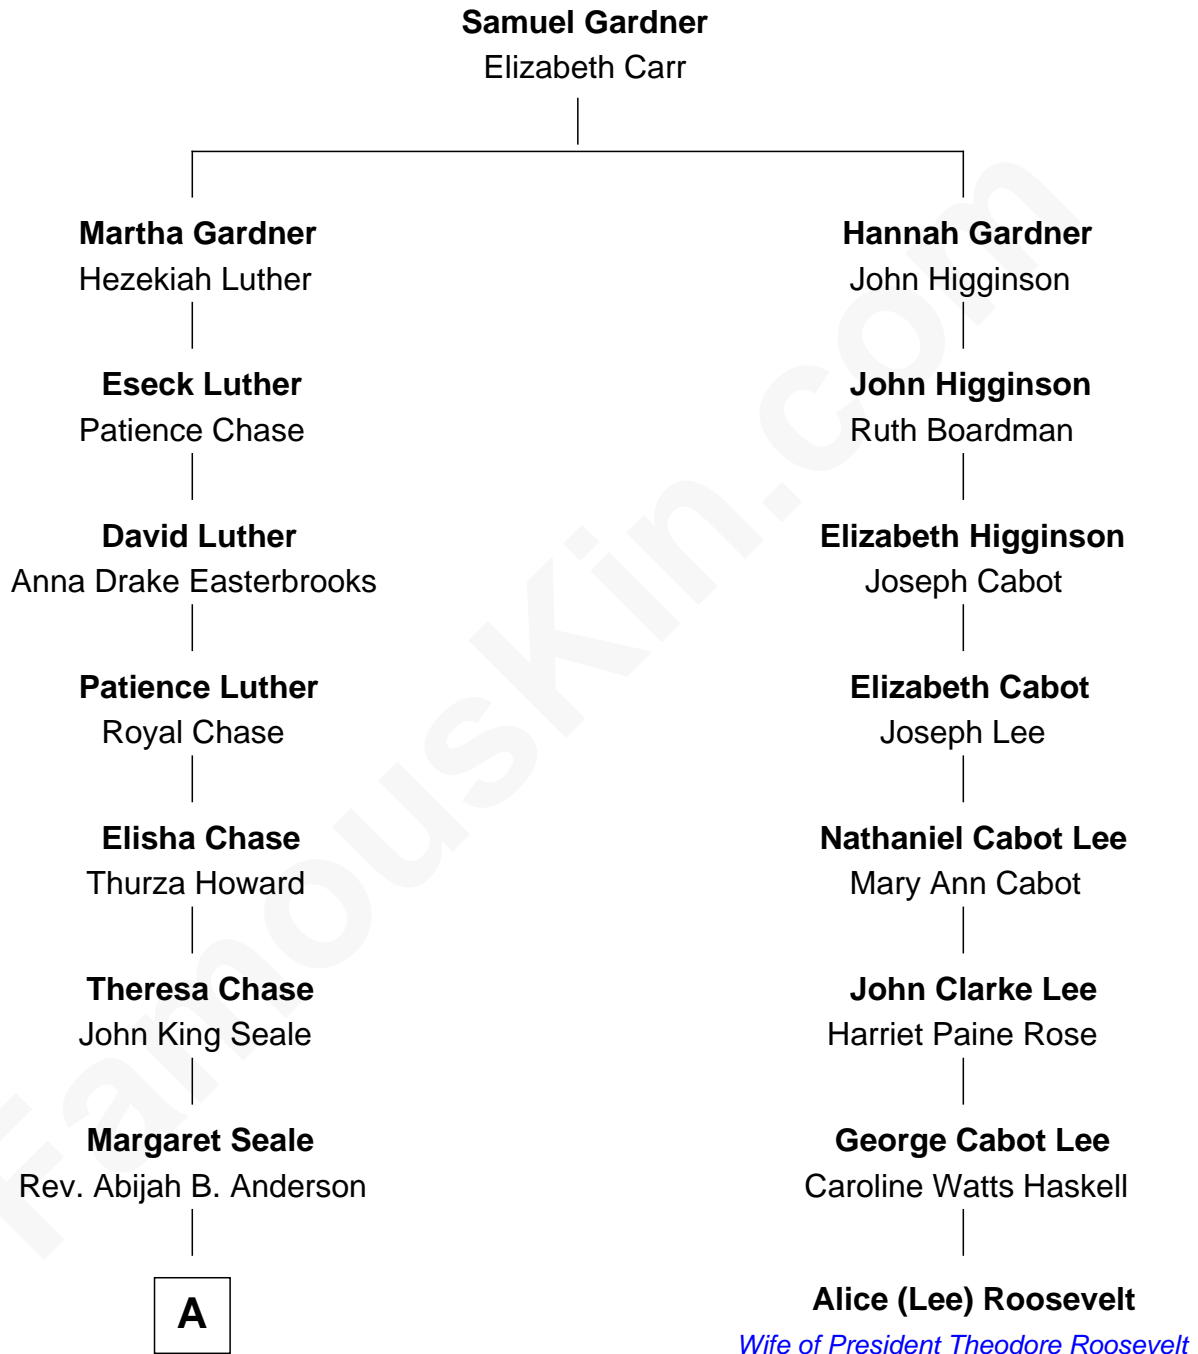 Samuel Gardner
Elizabeth Carr
Martha Gardner
Hezekiah Luther
Hannah Gardner
John Higginson
Eseck Luther
Patience Chase
John Higginson
Ruth Boardman
David Luther
Anna Drake Easterbrooks
Elizabeth Higginson
Joseph Cabot
Patience Luther
Royal Chase
Elizabeth Cabot
Joseph Lee
Elisha Chase
Thurza Howard
Nathaniel Cabot Lee
Mary Ann Cabot
Theresa Chase
John King Seale
John Clarke Lee
Harriet Paine Rose
Margaret Seale
Rev. Abijah B. Anderson
George Cabot Lee
Caroline Watts Haskell
A
Alice (Lee) Roosevelt
Wife of President Theodore Roosevelt
FamousKin.com